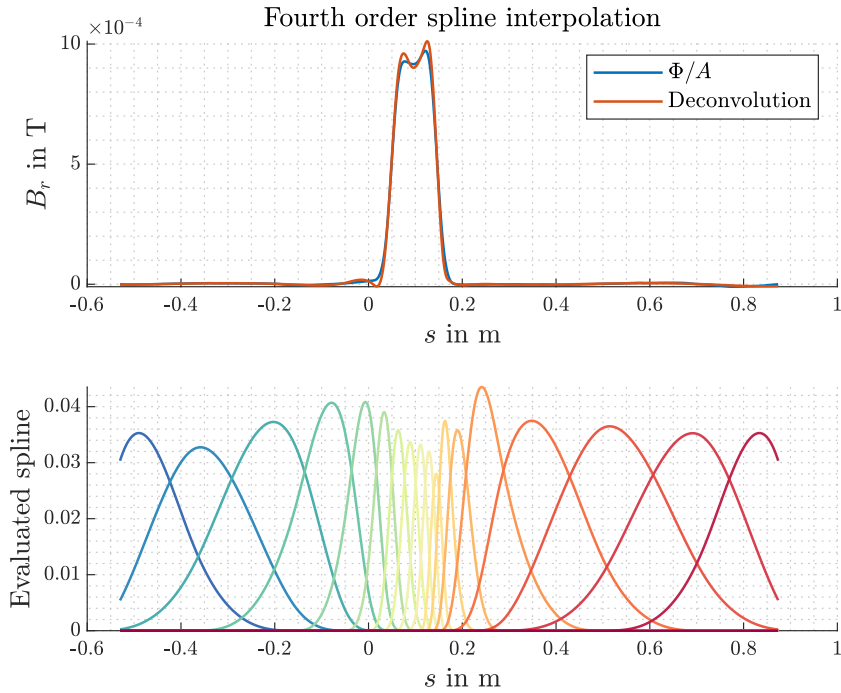 Fourth order spline interpolation
×10⁻⁴
10
5
0
B_r in T
Φ/A
Deconvolution
-0.6 -0.4 -0.2 0 0.2 0.4 0.6 0.8 1
s in m
0.04
0.03
0.02
0.01
0
Evaluated spline
-0.6 -0.4 -0.2 0 0.2 0.4 0.6 0.8 1
s in m